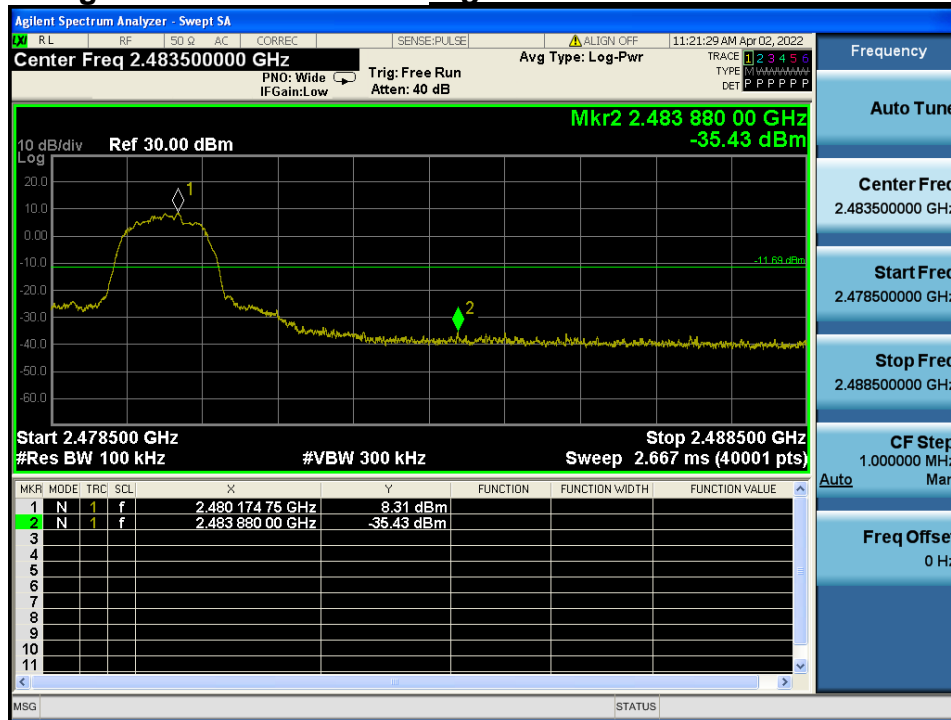 Agilent Spectrum Analyzer - Swept SA
LXI RL RF 50 Ω AC CORREC SENSE:PULSE ALIGN OFF 11:21:29 AM Apr 02, 2022
Center Freq 2.483500000 GHz
PNO: Wide
IFGain:Low
Trig: Free Run
Atten: 40 dB
Avg Type: Log-Pwr
TRACE 1 2 3 4 5 6
TYPE M WWWWW
DET P P P P P P
Mkr2 2.483 880 00 GHz
-35.43 dBm
10 dB/div Ref 30.00 dBm
Log
20.0
10.0
0.00
-10.0
-20.0
-30.0
-40.0
-50.0
-60.0
1
2
-11.69 dBm
Start 2.478500 GHz Stop 2.488500 GHz
#Res BW 100 kHz #VBW 300 kHz Sweep 2.667 ms (40001 pts)
MKR MODE TRC SCL X Y FUNCTION FUNCTION WIDTH FUNCTION VALUE
1 N 1 f 2.480 174 75 GHz 8.31 dBm
2 N 1 f 2.483 880 00 GHz -35.43 dBm
3
4
5
6
7
8
9
10
11
MSG STATUS
Frequency
Auto Tune
Center Freq
2.483500000 GHz
Start Freq
2.478500000 GHz
Stop Freq
2.488500000 GHz
CF Step
1.000000 MHz
Auto Man
Freq Offset
0 Hz